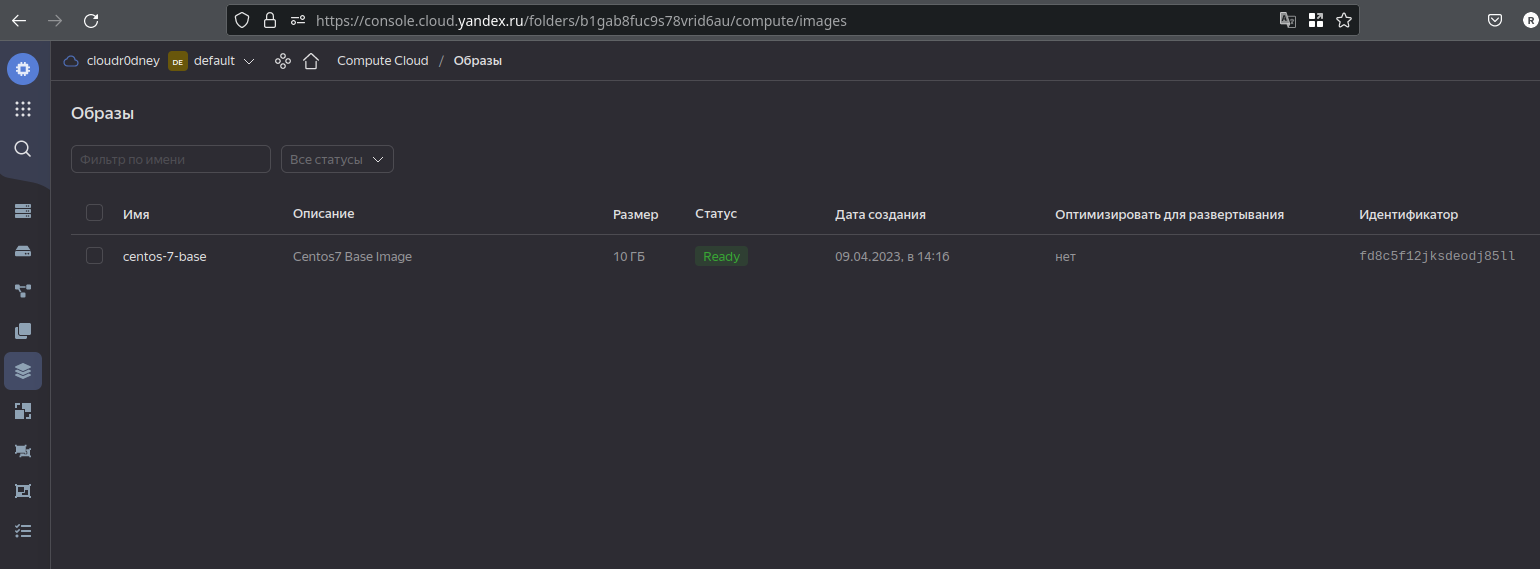 https://console.cloud.yandex.ru/folders/b1gab8fuc9s78vrid6au/compute/images
R
cloudr0dney DE default Compute Cloud / Образы
Образы
Фильтр по имени Все статусы
Имя Описание Размер Статус Дата создания Оптимизировать для развертывания Идентификатор
centos-7-base Centos7 Base Image 10 ГБ Ready 09.04.2023, в 14:16 нет fd8c5f12jksdeodj85ll